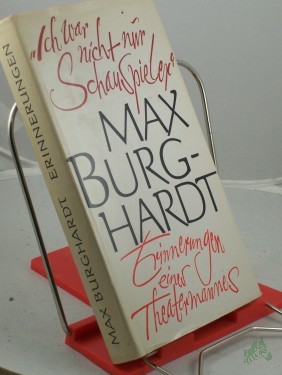 „Ich war
nicht nur
Schauspieler“
MAX
BURG-
HARDT
Erinnerungen
eines
Theatermannes
MAX BURGHARDT ERINNERUNGEN